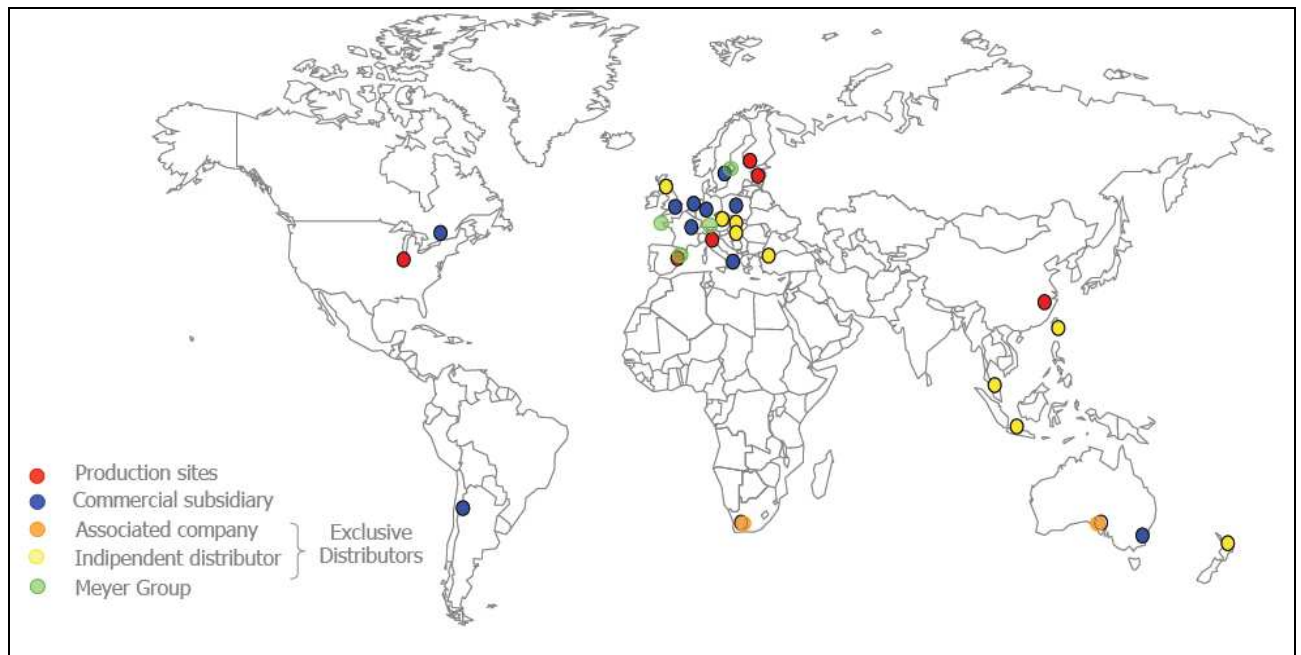 Production sites
Commercial subsidiary
Associated company
Indipendent distributor
Exclusive
Distributors
Meyer Group